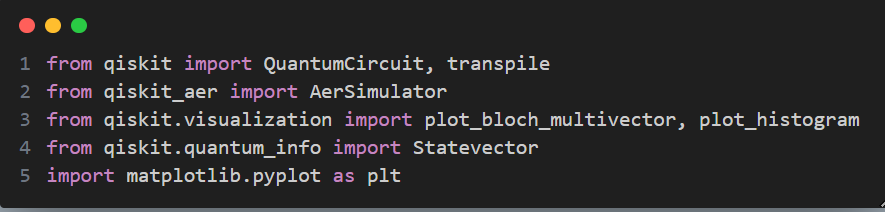 1 from qiskit import QuantumCircuit, transpile
2 from qiskit_aer import AerSimulator
3 from qiskit.visualization import plot_bloch_multivector, plot_histogram
4 from qiskit.quantum_info import Statevector
5 import matplotlib.pyplot as plt